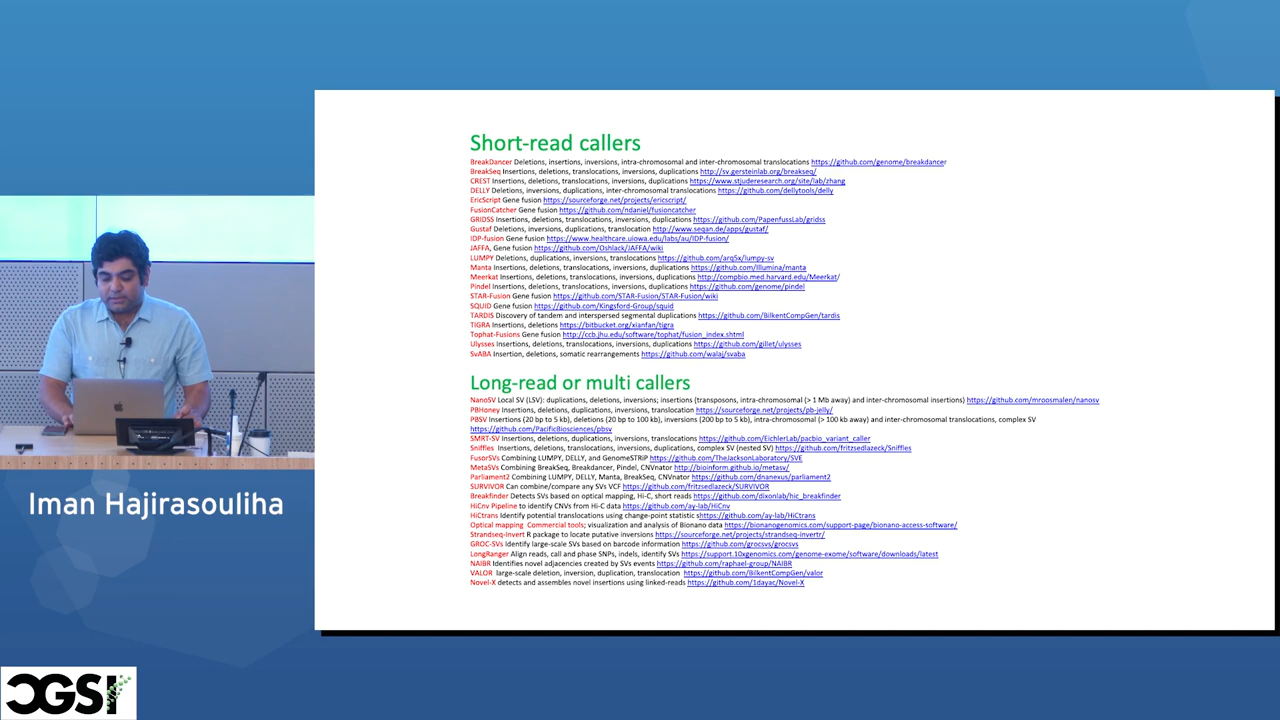 Short-read callers
BreakDancer Deletions, insertions, inversions, intra-chromosomal and inter-chromosomal translocations https://github.com/genome/breakdancer
BreakSeq Insertions, deletions, translocations, inversions, duplications http://sv.gersteinlab.org/breakseq/
CREST Insertions, deletions, translocations, inversions, duplications https://www.stjuderesearch.org/site/lab/zhang
DELLY Deletions, inversions, duplications, inter-chromosomal translocations https://github.com/dellytools/delly
EricScript Gene fusion https://sourceforge.net/projects/ericscript/
FusionCatcher Gene fusion https://github.com/ndaniel/fusioncatcher
GRIDSS Insertions, deletions, translocations, inversions, duplications https://github.com/PapenfussLab/gridss
Gustaf Deletions, inversions, duplications, translocation http://www.seqan.de/apps/gustaf/
IDP-fusion Gene fusion https://www.healthcare.uiowa.edu/labs/au/IDP-fusion/
JAFFA, Gene fusion https://github.com/Oshlack/JAFFA/wiki
LUMPY Deletions, duplications, inversions, translocations https://github.com/arq5x/lumpy-sv
Manta Insertions, deletions, translocations, inversions, duplications https://github.com/Illumina/manta
Meerkat Insertions, deletions, translocations, inversions, duplications http://compbio.med.harvard.edu/Meerkat/
Pindel Insertions, deletions, translocations, inversions, duplications https://github.com/genome/pindel
STAR-Fusion Gene fusion https://github.com/STAR-Fusion/STAR-Fusion/wiki
SQUID Gene fusion https://github.com/Kingsford-Group/squid
TARDIS Discovery of tandem and interspersed segmental duplications https://github.com/BilkentCompGen/tardis
TIGRA Insertions, deletions https://bitbucket.org/xianfan/tigra
Tophat-Fusions Gene fusion http://ccb.jhu.edu/software/tophat/fusion_index.shtml
Ulysses Insertions, deletions, translocations, inversions, duplications https://github.com/gillet/ulysses
SvABA Insertion, deletions, somatic rearrangements https://github.com/walaj/svaba
Long-read or multi callers
NanoSV Local SV (LSV): duplications, deletions, inversions; insertions (transposons, intra-chromosomal (> 1 Mb away) and inter-chromosomal insertions) https://github.com/mroosmalen/nanosv
PBHoney Insertions, deletions, duplications, inversions, translocation https://sourceforge.net/projects/pb-jelly/
PBSV Insertions (20 bp to 5 kb), deletions (20 bp to 100 kb), inversions (200 bp to 5 kb), intra-chromosomal (> 100 kb away) and inter-chromosomal translocations, complex SV
https://github.com/PacificBiosciences/pbsv
SMRT-SV Insertions, deletions, duplications, inversions, translocations https://github.com/EichlerLab/pacbio_variant_caller
Sniffles Insertions, deletions, translocations, inversions, duplications, complex SV (nested SV) https://github.com/fritzsedlazeck/Sniffles
FusorSVs Combining LUMPY, DELLY, and GenomeSTRiP https://github.com/TheJacksonLaboratory/SVE
MetaSVs Combining BreakSeq, Breakdancer, Pindel, CNVnator http://bioinform.github.io/metasv/
Parliament2 Combining LUMPY, DELLY, Manta, BreakSeq, CNVnator https://github.com/dnanexus/parliament2
SURVIVOR Can combine/compare any SVs VCF https://github.com/fritzsedlazeck/SURVIVOR
Breakfinder Detects SVs based on optical mapping, Hi-C, short reads https://github.com/dixonlab/hic_breakfinder
HiCnv Pipeline to identify CNVs from Hi-C data https://github.com/ay-lab/HiCnv
HiCtrans Identify potential translocations using change-point statistic shttps://github.com/ay-lab/HiCtrans
Optical mapping Commercial tools; visualization and analysis of Bionano data https://bionanogenomics.com/support-page/bionano-access-software/
Strandseq-Invert R package to locate putative inversions https://sourceforge.net/projects/strandseq-invertr/
GROC-SVs Identify large-scale SVs based on barcode information https://github.com/grocsvs/grocsvs
LongRanger Align reads, call and phase SNPs, indels, identify SVs https://support.10xgenomics.com/genome-exome/software/downloads/latest
NAIBR Identifies novel adjacencies created by SVs events https://github.com/raphael-group/NAIBR
VALOR large-scale deletion, inversion, duplication, translocation https://github.com/BilkentCompGen/valor
Novel-X detects and assembles novel insertions using linked-reads https://github.com/1dayac/Novel-X
Iman Hajirasouliha
CGSI